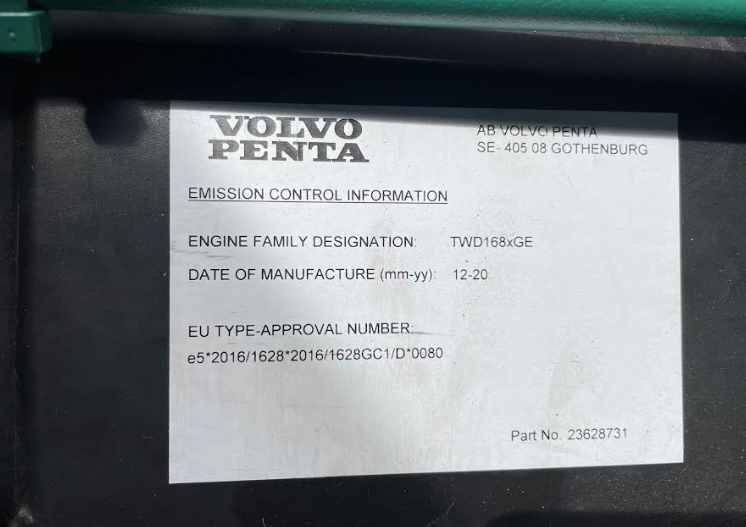 VOLVO
PENTA
AB VOLVO PENTA
SE- 405 08 GOTHENBURG
EMISSION CONTROL INFORMATION
ENGINE FAMILY DESIGNATION: TWD168xGE
DATE OF MANUFACTURE (mm-yy): 12-20
EU TYPE-APPROVAL NUMBER:
e5*2016/1628*2016/1628GC1/D*0080
Part No. 23628731